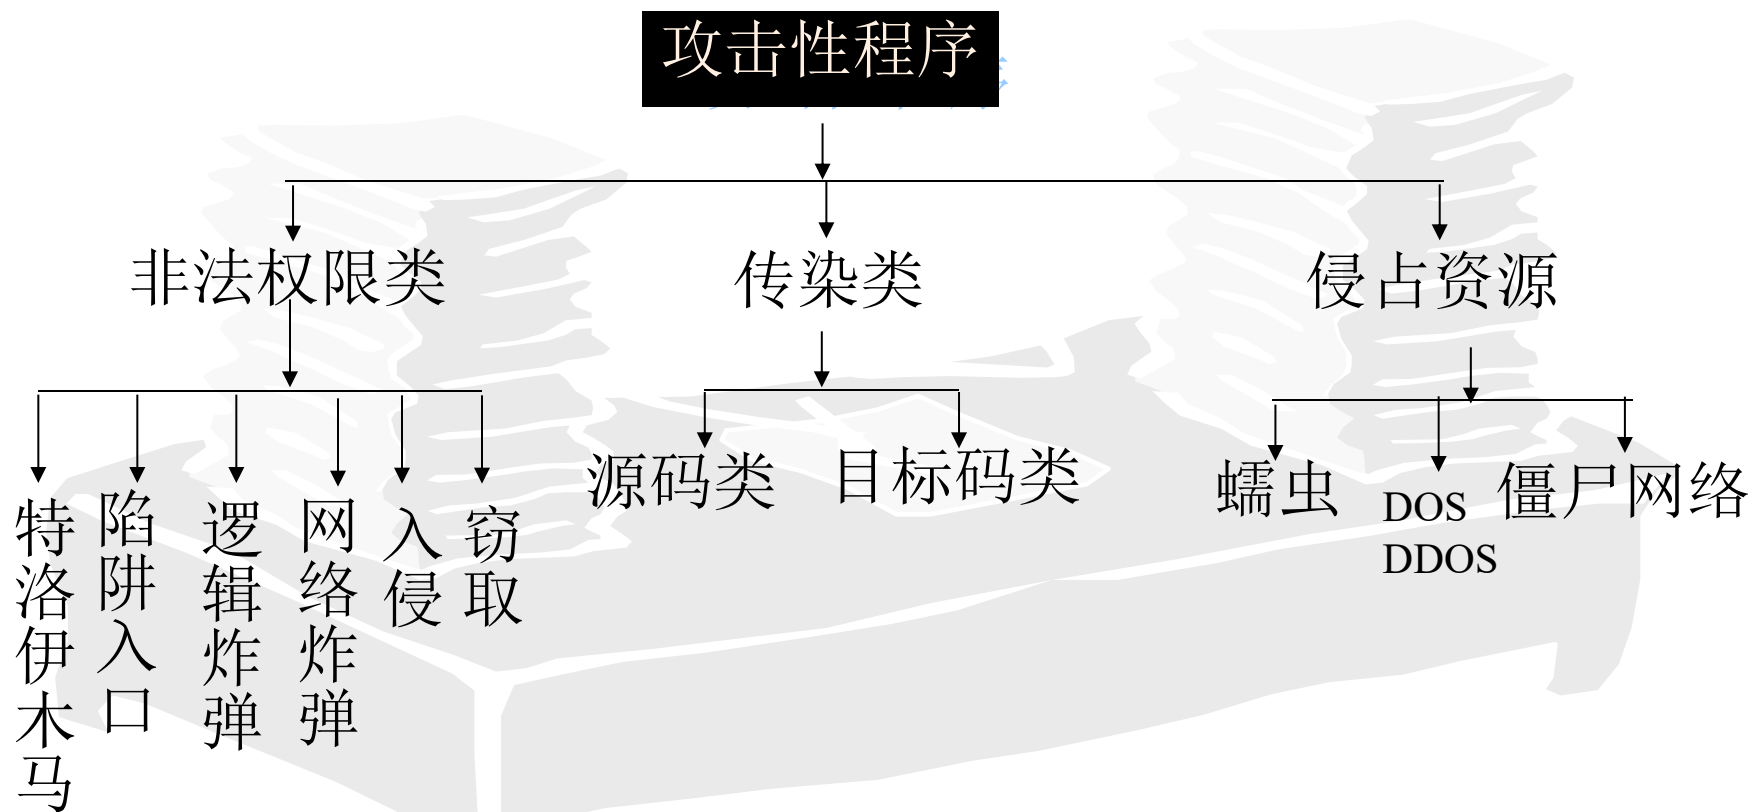 攻击性程序
非法权限类
传染类
侵占资源
特洛伊木马
陷阱入口
逻辑炸弹
网络炸弹
入侵
窃取
源码类
目标码类
蠕虫
DOS
DDOS
僵尸网络